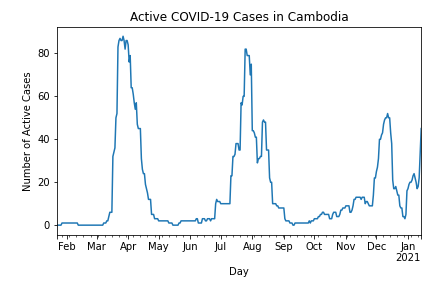 Active COVID-19 Cases in Cambodia
Number of Active Cases
80
60
40
20
0
Feb Mar Apr May Jun Jul Aug Sep Oct Nov Dec Jan
2021
Day